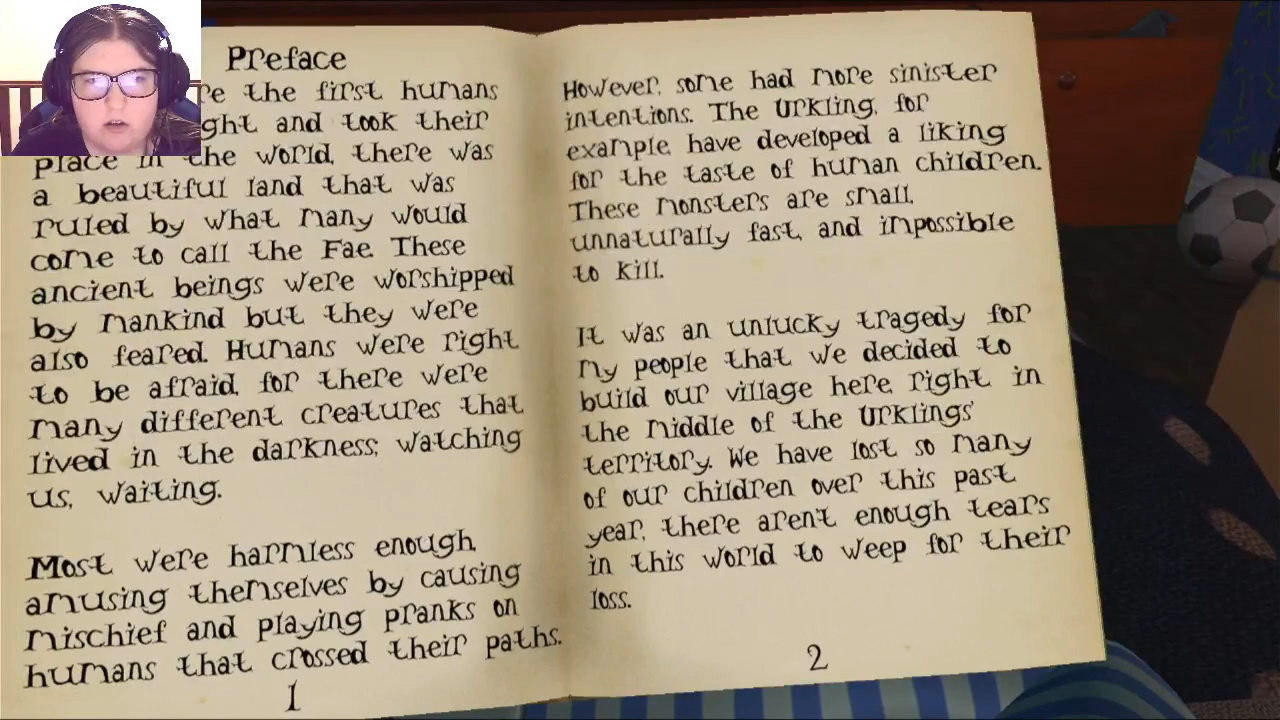 Preface
the first humans
and took their
place in the world, there was
a beautiful land that was
ruled by what many would
come to call the Fae. These
ancient beings were worshipped
by mankind but they were
also feared. Humans were right
to be afraid, for there were
many different creatures that
lived in the darkness; watching
us, waiting.
Most were harmless enough,
amusing themselves by causing
mischief and playing pranks on
humans that crossed their paths.
1
However, some had more sinister
intentions. The Urkling, for
example, have developed a liking
for the taste of human children.
These monsters are small,
unnaturally fast, and impossible
to kill.
It was an unlucky tragedy for
my people that we decided to
build our village here, right in
the middle of the Urklings'
territory. We have lost so many
of our children over this past
year, there aren't enough tears
in this world to weep for their
loss.
2